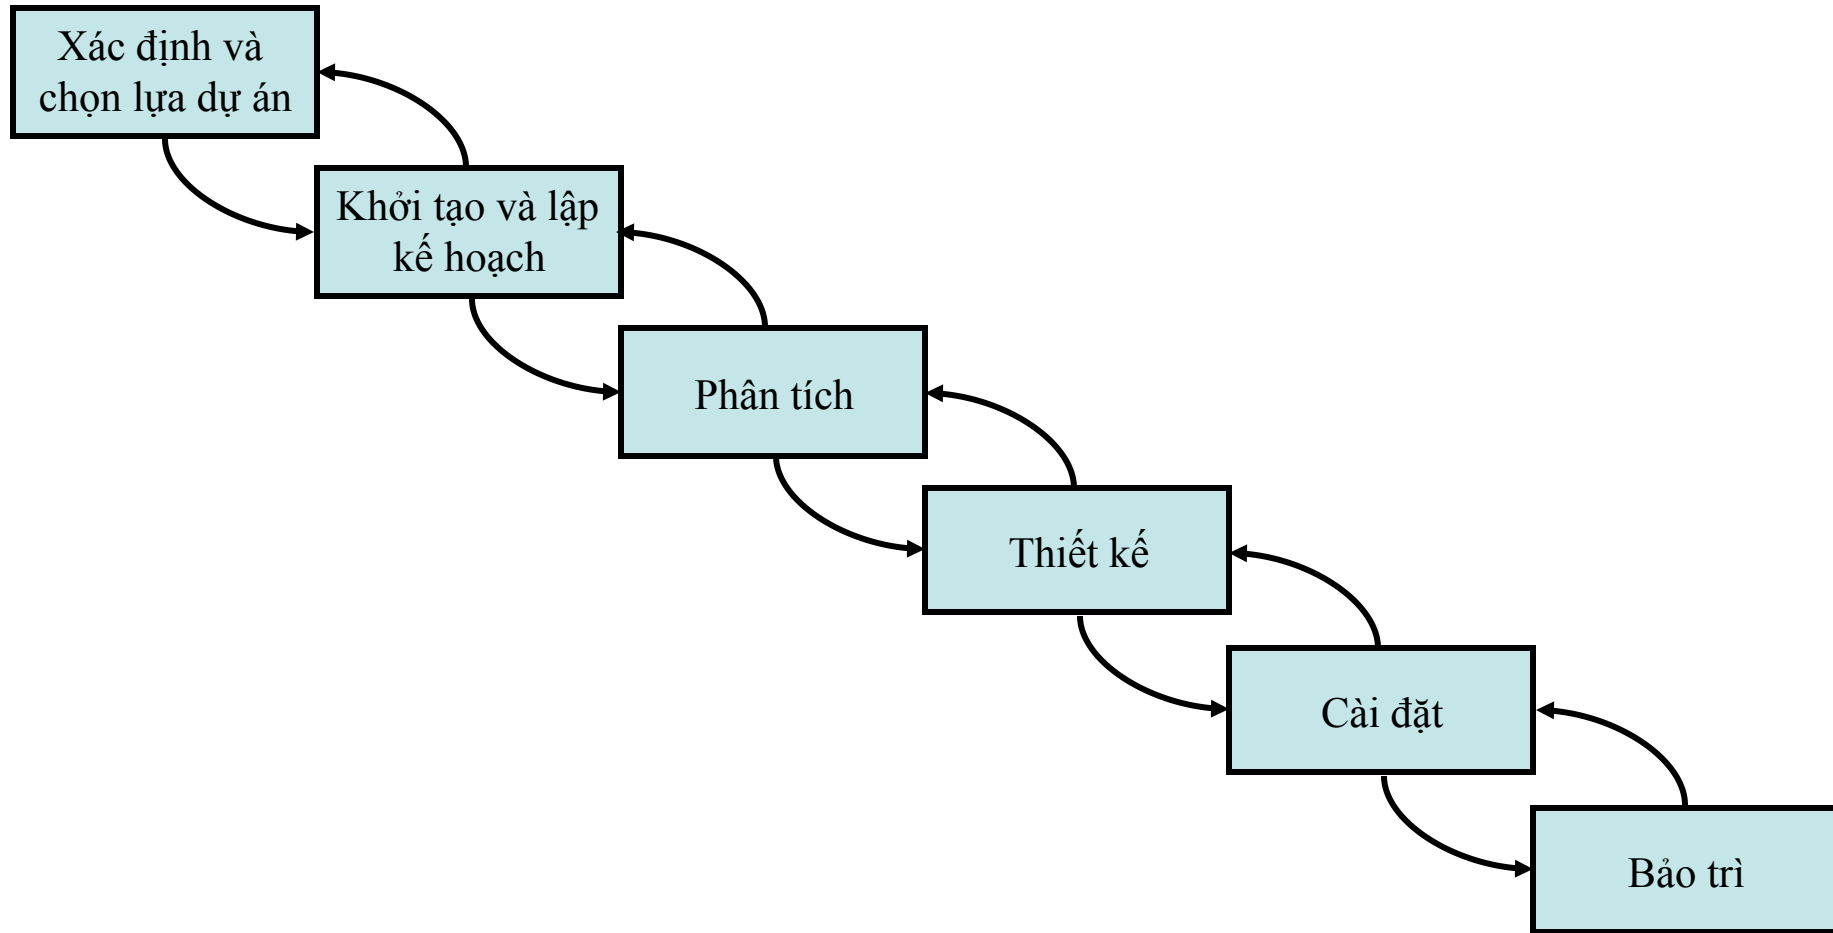 Xác định và
chọn lựa dự án
Khởi tạo và lập
kế hoạch
Phân tích
Thiết kế
Cài đặt
Bảo trì